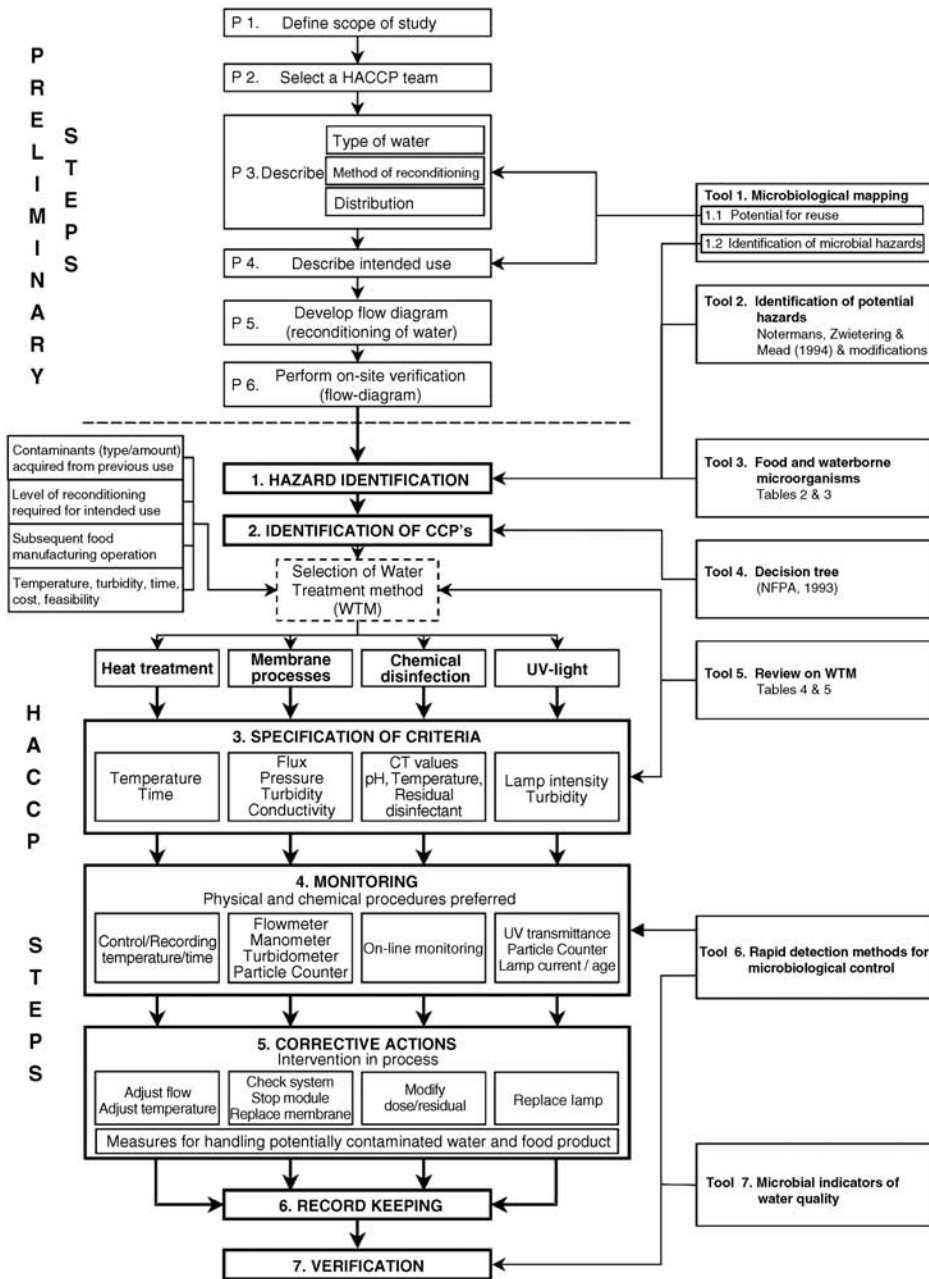 PRELIMINARY
STEPS
P 1. Define scope of study
P 2. Select a HACCP team
P 3. Describe
Type of water
Method of reconditioning
Distribution
P 4. Describe intended use
P 5. Develop flow diagram
(reconditioning of water)
P 6. Perform on-site verification
(flow-diagram)
Tool 1. Microbiological mapping
1.1 Potential for reuse
1.2 Identification of microbial hazards
Tool 2. Identification of potential
hazards
Notermans, Zwietering &
Mead (1994) & modifications
Tool 3. Food and waterborne
microorganisms
Tables 2 & 3
Tool 4. Decision tree
(NFPA, 1993)
Tool 5. Review on WTM
Tables 4 & 5
Tool 6. Rapid detection methods for
microbiological control
Tool 7. Microbial indicators of
water quality
HACCP
STEPS
Contaminants (type/amount)
acquired from previous use
Level of reconditioning
required for intended use
Subsequent food
manufacturing operation
Temperature, turbidity, time,
cost, feasibility
1. HAZARD IDENTIFICATION
2. IDENTIFICATION OF CCP's
Selection of Water
Treatment method
(WTM)
Heat treatment
Membrane
processes
Chemical
disinfection
UV-light
3. SPECIFICATION OF CRITERIA
Temperature
Time
Flux
Pressure
Turbidity
Conductivity
CT values
pH, Temperature,
Residual
disinfectant
Lamp intensity
Turbidity
4. MONITORING
Physical and chemical procedures preferred
Control/Recording
temperature/time
Flowmeter
Manometer
Turbidometer
Particle Counter
On-line monitoring
UV transmittance
Particle Counter
Lamp current / age
5. CORRECTIVE ACTIONS
Intervention in process
Adjust flow
Adjust temperature
Check system
Stop module
Replace membrane
Modify
dose/residual
Replace lamp
Measures for handling potentially contaminated water and food product
6. RECORD KEEPING
7. VERIFICATION